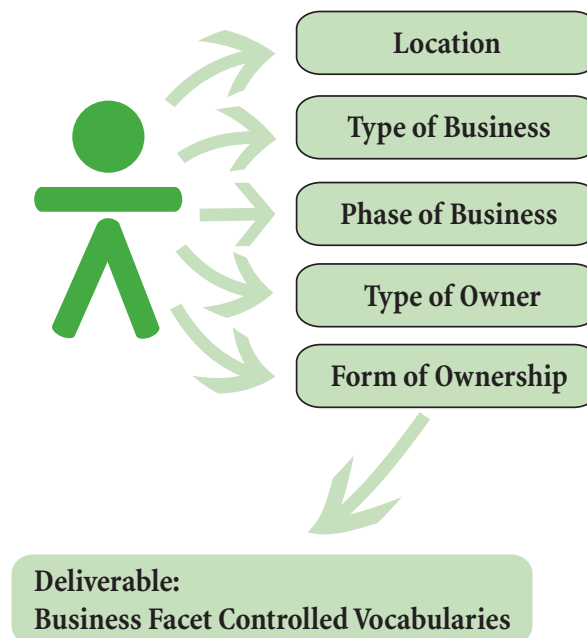 Location
Type of Business
Phase of Business
Type of Owner
Form of Ownership
Deliverable:
Business Facet Controlled Vocabularies